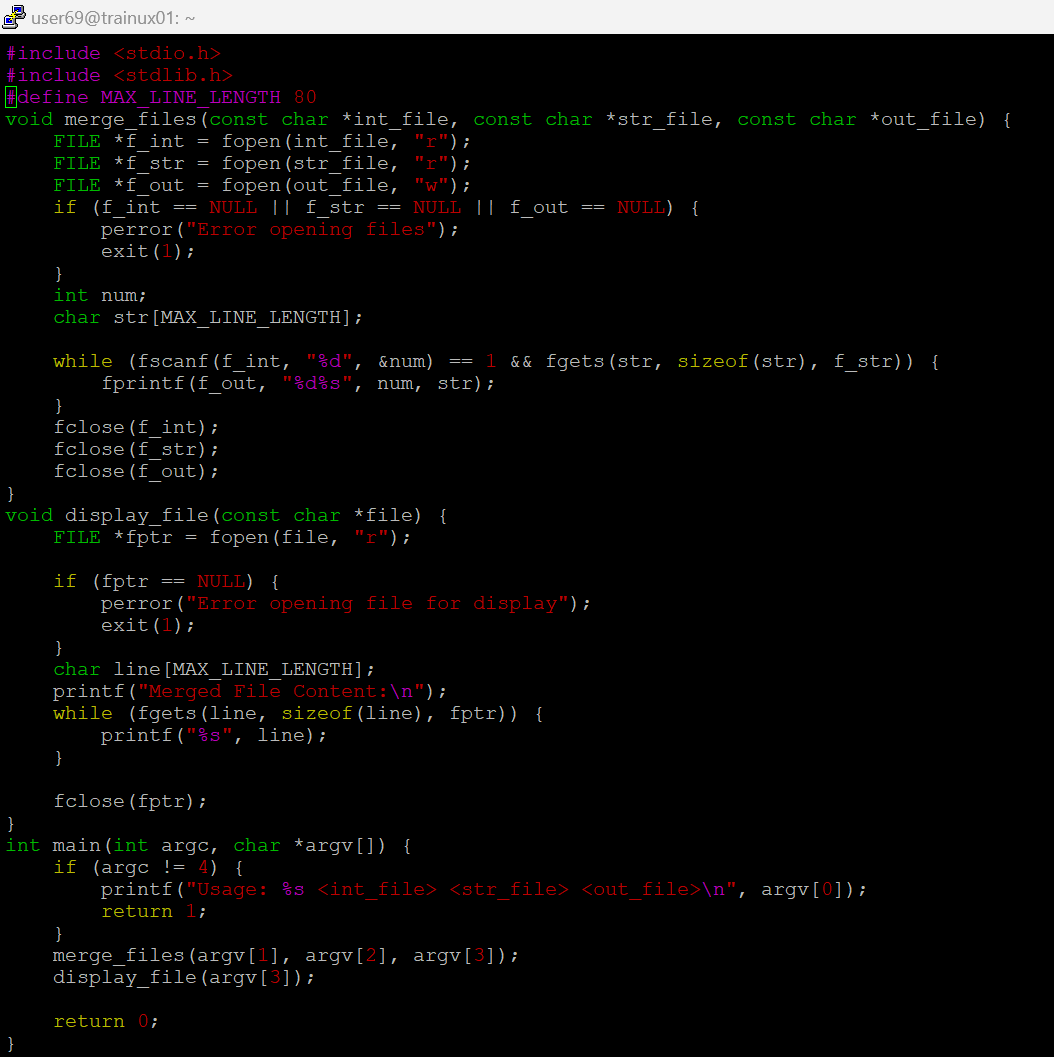 user69@trainux01: ~
#include <stdio.h>
#include <stdlib.h>
#define MAX_LINE_LENGTH 80
void merge_files(const char *int_file, const char *str_file, const char *out_file) {
    FILE *f_int = fopen(int_file, "r");
    FILE *f_str = fopen(str_file, "r");
    FILE *f_out = fopen(out_file, "w");
    if (f_int == NULL || f_str == NULL || f_out == NULL) {
        perror("Error opening files");
        exit(1);
    }
    int num;
    char str[MAX_LINE_LENGTH];

    while (fscanf(f_int, "%d", &num) == 1 && fgets(str, sizeof(str), f_str)) {
        fprintf(f_out, "%d%s", num, str);
    }
    fclose(f_int);
    fclose(f_str);
    fclose(f_out);
}
void display_file(const char *file) {
    FILE *fptr = fopen(file, "r");

    if (fptr == NULL) {
        perror("Error opening file for display");
        exit(1);
    }
    char line[MAX_LINE_LENGTH];
    printf("Merged File Content:\n");
    while (fgets(line, sizeof(line), fptr)) {
        printf("%s", line);
    }

    fclose(fptr);
}
int main(int argc, char *argv[]) {
    if (argc != 4) {
        printf("Usage: %s <int_file> <str_file> <out_file>\n", argv[0]);
        return 1;
    }
    merge_files(argv[1], argv[2], argv[3]);
    display_file(argv[3]);

    return 0;
}